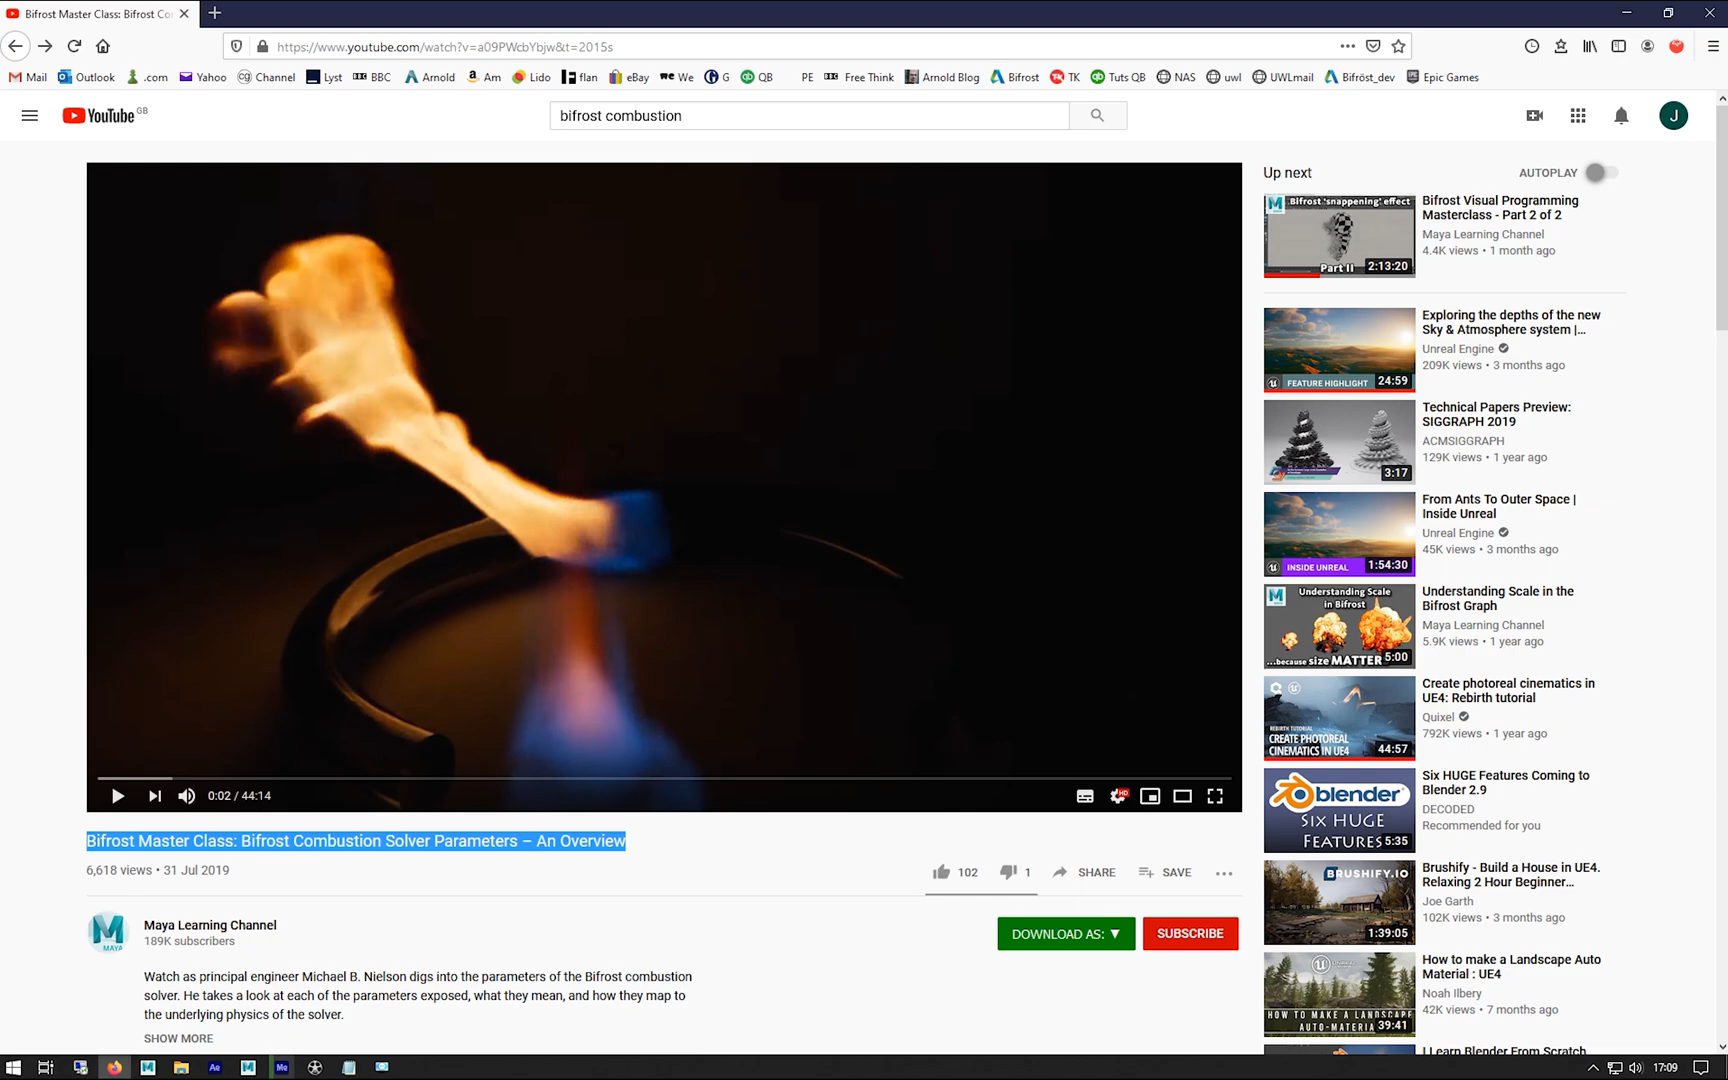 Bifrost Master Class: Bifrost Co
https://www.youtube.com/watch?v=a09PWcbYbjw&t=2015s
Mail Outlook .com Yahoo Channel Lyst BBC Arnold Am Lido flan eBay We G QB PE Free Think Arnold Blog Bifrost TK Tuts QB NAS uwl UWLmail Bifröst_dev Epic Games
YouTube GB
bifrost combustion
J
0:02 / 44:14
HD
Bifrost Master Class: Bifrost Combustion Solver Parameters – An Overview
6,618 views • 31 Jul 2019
102 1 SHARE SAVE
Maya Learning Channel
189K subscribers
MAYA
DOWNLOAD AS: ▼
SUBSCRIBE
Watch as principal engineer Michael B. Nielson digs into the parameters of the Bifrost combustion
solver. He takes a look at each of the parameters exposed, what they mean, and how they map to
the underlying physics of the solver.
SHOW MORE
Up next
AUTOPLAY
Bifrost 'snappening' effect
Part II
2:13:20
Bifrost Visual Programming
Masterclass - Part 2 of 2
Maya Learning Channel
4.4K views • 1 month ago
FEATURE HIGHLIGHT
24:59
Exploring the depths of the new
Sky & Atmosphere system |...
Unreal Engine
209K views • 3 months ago
3:17
Technical Papers Preview:
SIGGRAPH 2019
ACMSIGGRAPH
129K views • 1 year ago
INSIDE UNREAL
1:54:30
From Ants To Outer Space |
Inside Unreal
Unreal Engine
45K views • 3 months ago
Understanding Scale
in Bifrost
...because size MATTER
5:00
Understanding Scale in the
Bifrost Graph
Maya Learning Channel
5.9K views • 1 year ago
REBIRTH TUTORIAL
CREATE PHOTOREAL
CINEMATICS IN UE4
44:57
Create photoreal cinematics in
UE4: Rebirth tutorial
Quixel
792K views • 1 year ago
blender
SIX HUGE
FEATURES
5:35
Six HUGE Features Coming to
Blender 2.9
DECODED
Recommended for you
BRUSHIFY.IO
1:39:05
Brushify - Build a House in UE4.
Relaxing 2 Hour Beginner...
Joe Garth
102K views • 3 months ago
HOW TO MAKE A LANDSCAPE
AUTO-MATERIA
39:41
How to make a Landscape Auto
Material : UE4
Noah Ilbery
42K views • 7 months ago
I Learn Blender From Scratch
Ae
Me
17:09